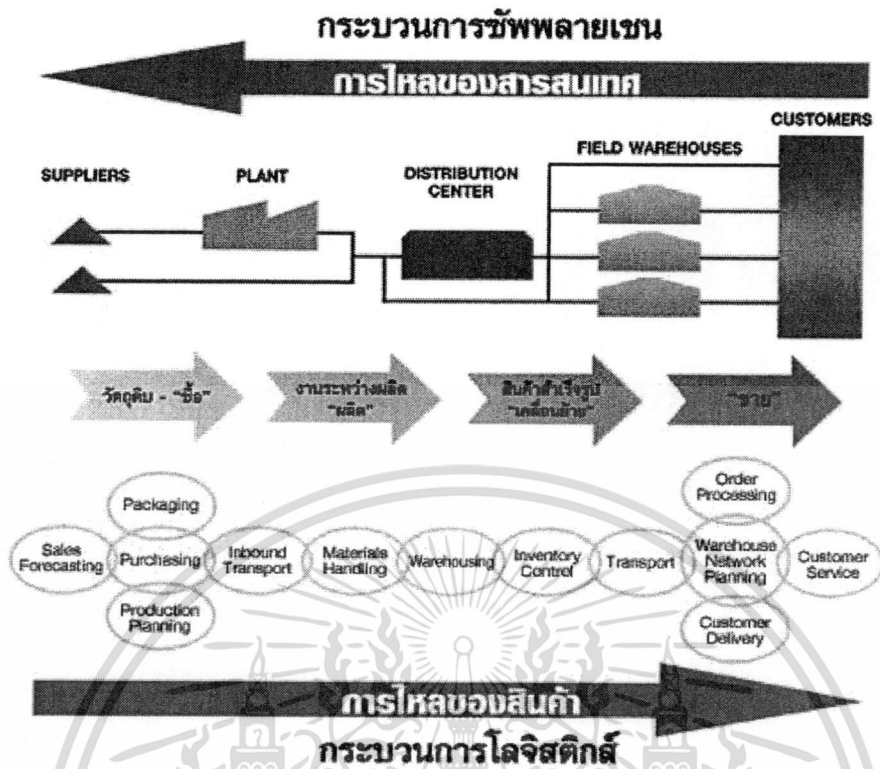 กระบวนการซัพพลายเชน
การไหลของสารสนเทศ
CUSTOMERS
FIELD WAREHOUSES
SUPPLIERS
PLANT
DISTRIBUTION
CENTER
วัตถุดิบ - "ซื้อ"
งานระหว่างผลิต
"ผลิต"
สินค้าสำเร็จรูป
"เคลื่อนย้าย"
"ขาย"
Packaging
Order
Processing
Sales
Forecasting
Purchasing
Inbound
Transport
Materials
Handling
Warehousing
Inventory
Control
Transport
Warehouse
Network
Planning
Customer
Service
Production
Planning
Customer
Delivery
การไหลของสินค้า
กระบวนการโลจิสติกส์